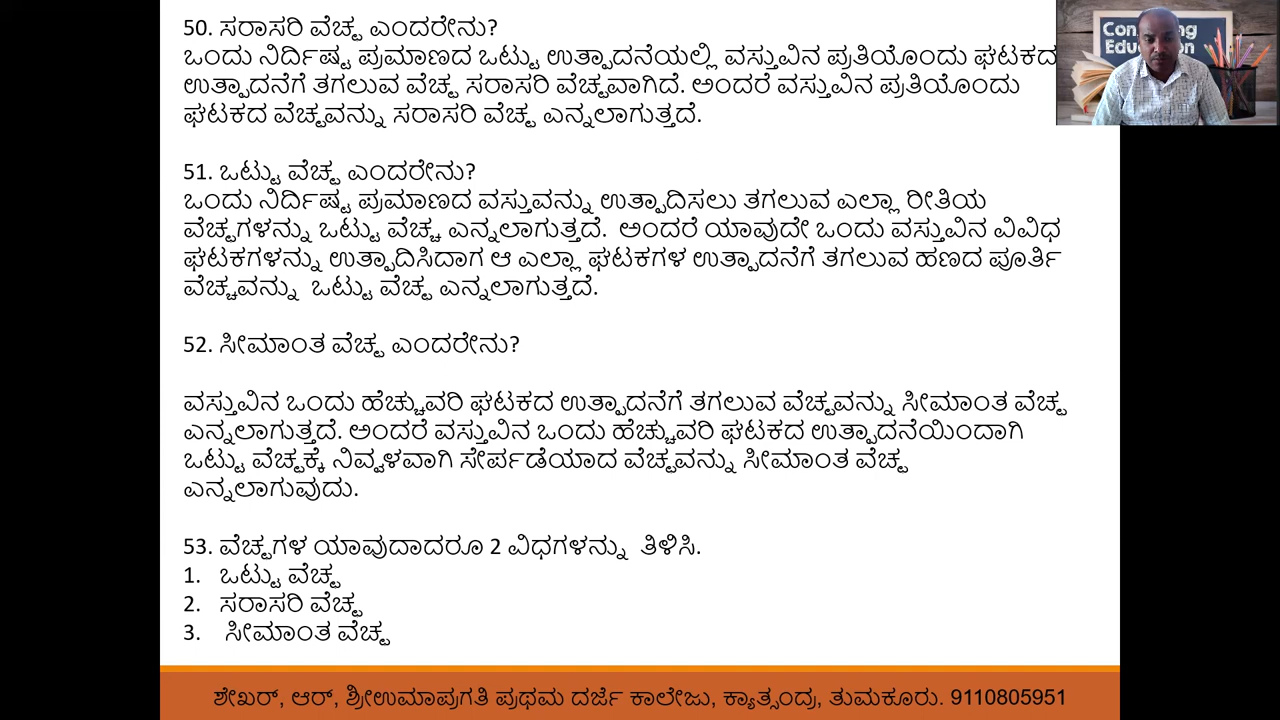 50. ಸರಾಸರಿ ವೆಚ್ಚ ಎಂದರೇನು?
ಒಂದು ನಿರ್ದಿಷ್ಟ ಪ್ರಮಾಣದ ಒಟ್ಟು ಉತ್ಪಾದನೆಯಲ್ಲಿ ವಸ್ತುವಿನ ಪ್ರತಿಯೊಂದು ಘಟಕದ
ಉತ್ಪಾದನೆಗೆ ತಗಲುವ ವೆಚ್ಚ ಸರಾಸರಿ ವೆಚ್ಚವಾಗಿದೆ. ಅಂದರೆ ವಸ್ತುವಿನ ಪ್ರತಿಯೊಂದು
ಘಟಕದ ವೆಚ್ಚವನ್ನು ಸರಾಸರಿ ವೆಚ್ಚ ಎನ್ನಲಾಗುತ್ತದೆ.
51. ಒಟ್ಟು ವೆಚ್ಚ ಎಂದರೇನು?
ಒಂದು ನಿರ್ದಿಷ್ಟ ಪ್ರಮಾಣದ ವಸ್ತುವನ್ನು ಉತ್ಪಾದಿಸಲು ತಗಲುವ ಎಲ್ಲಾ ರೀತಿಯ
ವೆಚ್ಚಗಳನ್ನು ಒಟ್ಟು ವೆಚ್ಚ ಎನ್ನಲಾಗುತ್ತದೆ. ಅಂದರೆ ಯಾವುದೇ ಒಂದು ವಸ್ತುವಿನ ವಿವಿಧ
ಘಟಕಗಳನ್ನು ಉತ್ಪಾದಿಸಿದಾಗ ಆ ಎಲ್ಲಾ ಘಟಕಗಳ ಉತ್ಪಾದನೆಗೆ ತಗಲುವ ಹಣದ ಪೂರ್ತಿ
ವೆಚ್ಚವನ್ನು ಒಟ್ಟು ವೆಚ್ಚ ಎನ್ನಲಾಗುತ್ತದೆ.
52. ಸೀಮಾಂತ ವೆಚ್ಚ ಎಂದರೇನು?
ವಸ್ತುವಿನ ಒಂದು ಹೆಚ್ಚುವರಿ ಘಟಕದ ಉತ್ಪಾದನೆಗೆ ತಗಲುವ ವೆಚ್ಚವನ್ನು ಸೀಮಾಂತ ವೆಚ್ಚ
ಎನ್ನಲಾಗುತ್ತದೆ. ಅಂದರೆ ವಸ್ತುವಿನ ಒಂದು ಹೆಚ್ಚುವರಿ ಘಟಕದ ಉತ್ಪಾದನೆಯಿಂದಾಗಿ
ಒಟ್ಟು ವೆಚ್ಚಕ್ಕೆ ನಿವ್ವಳವಾಗಿ ಸೇರ್ಪಡೆಯಾದ ವೆಚ್ಚವನ್ನು ಸೀಮಾಂತ ವೆಚ್ಚ
ಎನ್ನಲಾಗುವುದು.
53. ವೆಚ್ಚಗಳ ಯಾವುದಾದರೂ 2 ವಿಧಗಳನ್ನು ತಿಳಿಸಿ.
1. ಒಟ್ಟು ವೆಚ್ಚ
2. ಸರಾಸರಿ ವೆಚ್ಚ
3. ಸೀಮಾಂತ ವೆಚ್ಚ
ಶೇಖರ್, ಆರ್, ಶ್ರೀಉಮಾಪ್ರಗತಿ ಪ್ರಥಮ ದರ್ಜೆ ಕಾಲೇಜು, ಕ್ಯಾತ್ಸಂದ್ರ, ತುಮಕೂರು. 9110805951